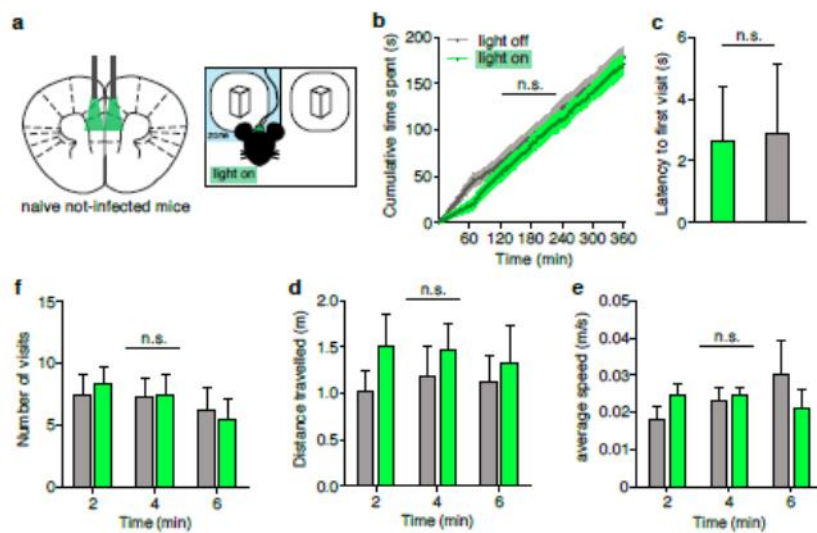 a
zone
light on
naive not-infected mice
b
Cumulative time spent (s)
200
150
100
50
0
light off
light on
n.s.
60 120 180 240 300 360
Time (min)
c
Latency to first visit (s)
6
4
2
0
n.s.
f
Number of visits
15
10
5
0
n.s.
2 4 6
Time (min)
d
Distance travelled (m)
2.0
1.5
1.0
0.5
0.0
n.s.
2 4 6
Time (min)
e
average speed (m/s)
0.05
0.04
0.03
0.02
0.01
0
n.s.
2 4 6
Time (min)